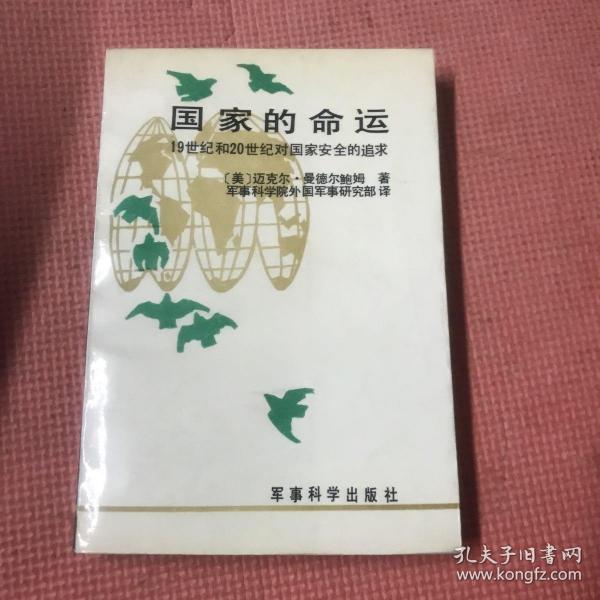 国家的命运
19世纪和20世纪对国家安全的追求
〔美〕迈克尔·曼德尔鲍姆 著
军事科学院外国军事研究部 译
军事科学出版社
孔夫子旧书网
www.kongfz.com